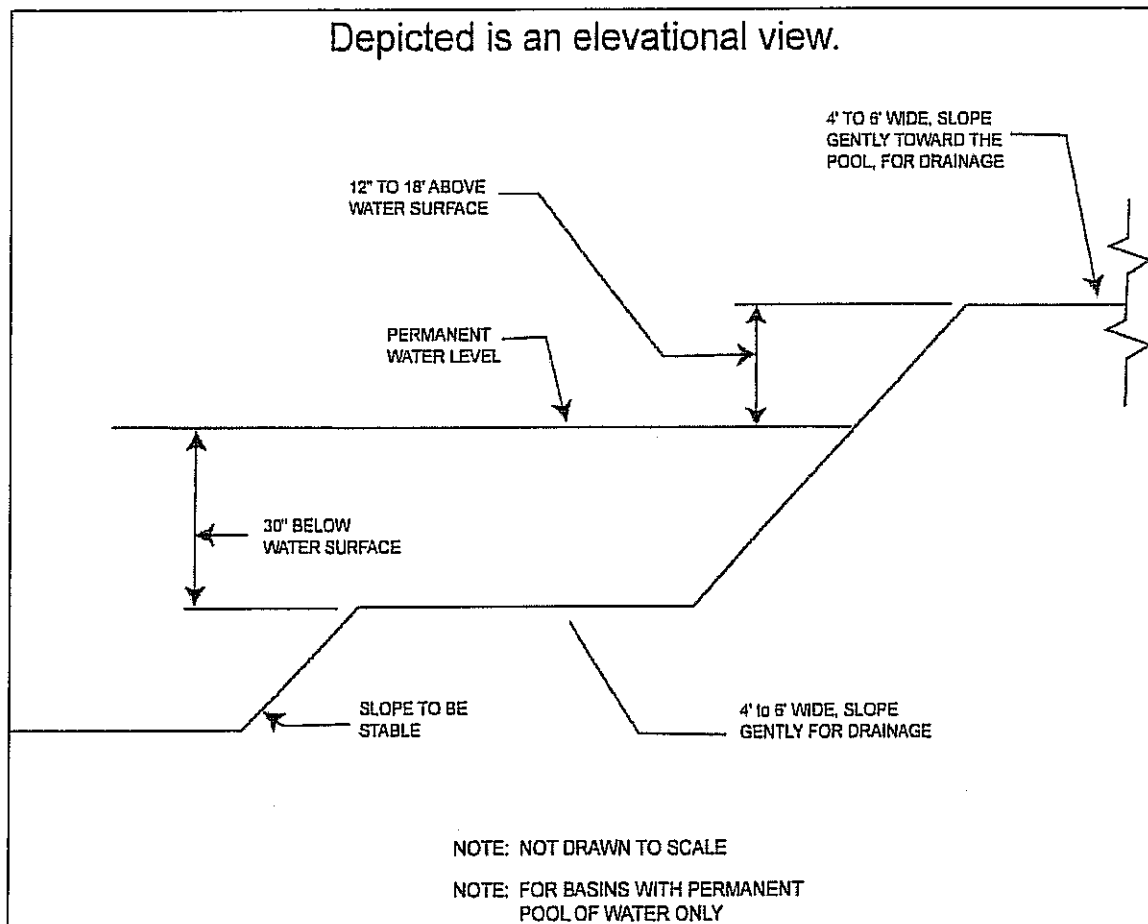 Depicted is an elevational view.
4' TO 6' WIDE, SLOPE
GENTLY TOWARD THE
POOL, FOR DRAINAGE
12" TO 18' ABOVE
WATER SURFACE
PERMANENT
WATER LEVEL
30" BELOW
WATER SURFACE
SLOPE TO BE
STABLE
4' to 6' WIDE, SLOPE
GENTLY FOR DRAINAGE
NOTE: NOT DRAWN TO SCALE
NOTE: FOR BASINS WITH PERMANENT
POOL OF WATER ONLY